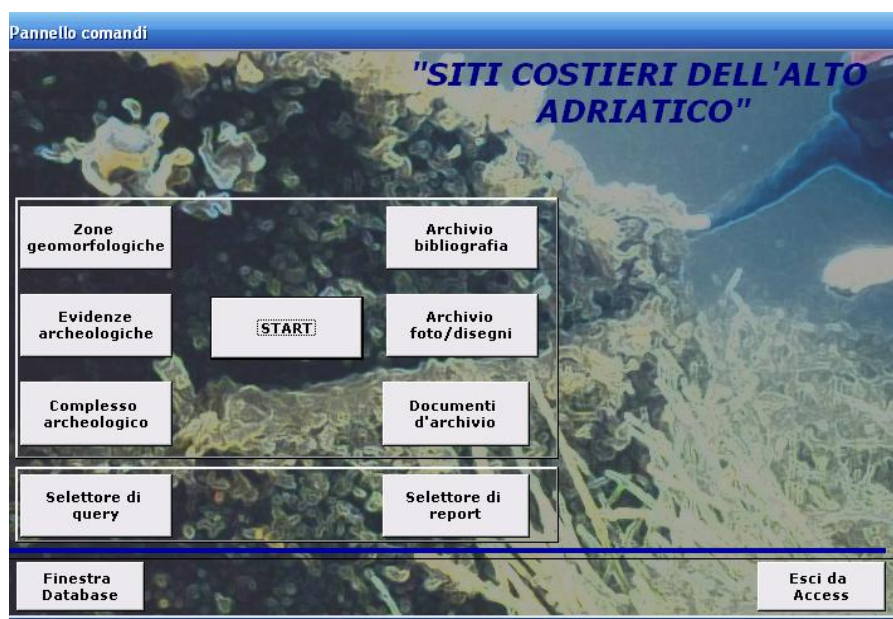 Pannello comandi
"SITI COSTIERI DELL'ALTO
ADRIATICO"
Zone
geomorfologiche
Archivio
bibliografia
Evidenze
archeologiche
START
Archivio
foto/disegni
Complesso
archeologico
Documenti
d'archivio
Selettore di
query
Selettore di
report
Finestra
Database
Esci da
Access